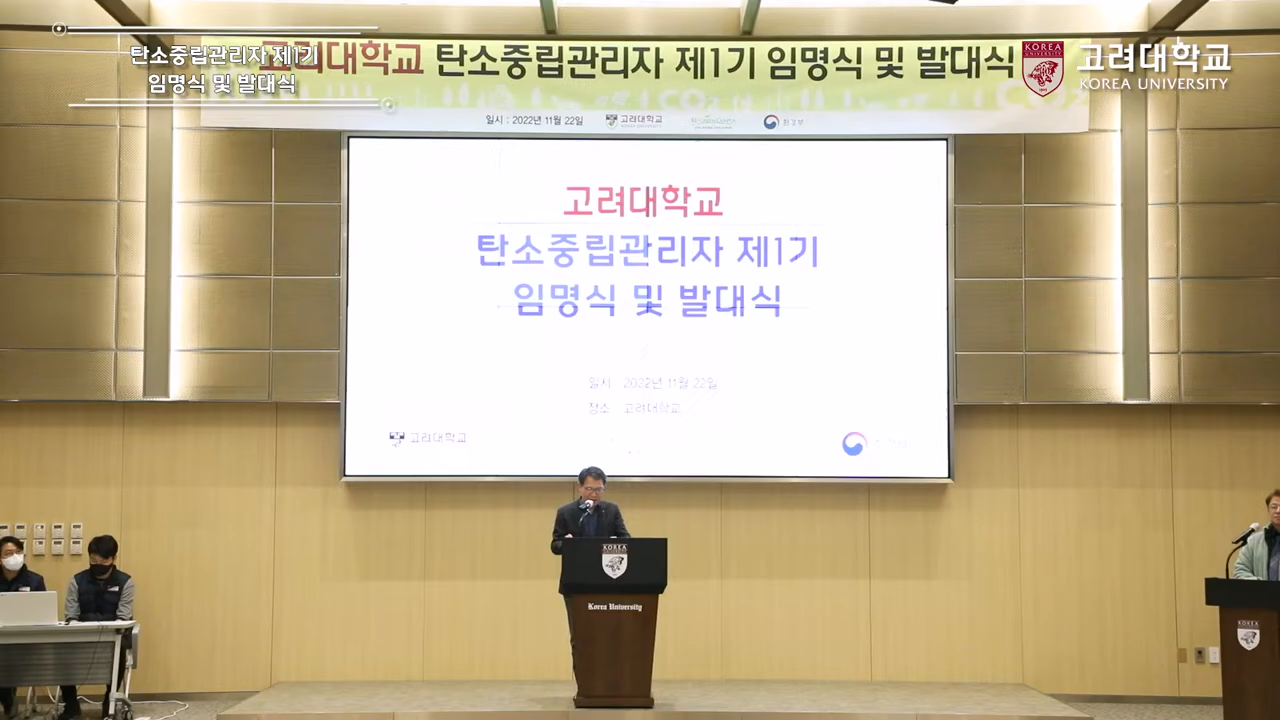 탄소중립관리자 제1기
임명식 및 발대식
고려대학교 탄소중립관리자 제1기 임명식 및 발대식
고려대학교
KOREA UNIVERSITY
일시 : 2022년 11월 22일
고려대학교
환경부
고려대학교
탄소중립관리자 제1기
임명식 및 발대식
일시 2022년 11월 22일
장소 고려대학교
고려대학교
KOREA
Korea University
KOREA